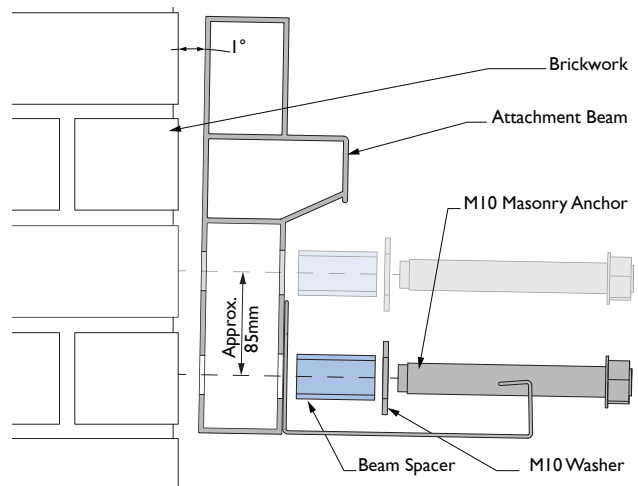 1°
Brickwork
Attachment Beam
M10 Masonry Anchor
Approx.
85mm
Beam Spacer
M10 Washer